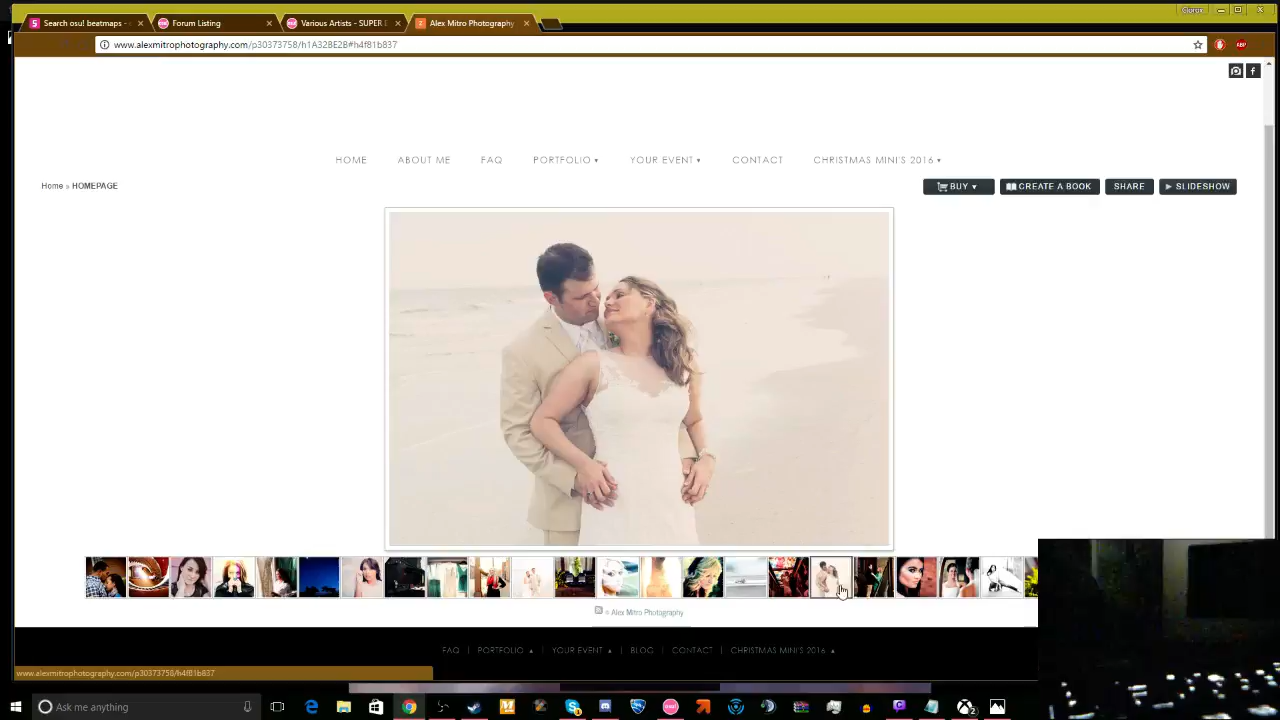 Clorox
Search osu! beatmaps -
Forum Listing
Various Artists - SUPER
Alex Mitro Photography
www.alexmitrophotography.com/p30373758/h1A32BE2B#h4f81b837
ABP
HOME
ABOUT ME
FAQ
PORTFOLIO ▾
YOUR EVENT ▾
CONTACT
CHRISTMAS MINI'S 2016 ▾
Home » HOMEPAGE
BUY ▾
CREATE A BOOK
SHARE
SLIDESHOW
© Alex Mitro Photography
FAQ
PORTFOLIO ▴
YOUR EVENT ▴
BLOG
CONTACT
CHRISTMAS MINI'S 2016 ▴
www.alexmitrophotography.com/p30373758/h4f81b837
Ask me anything